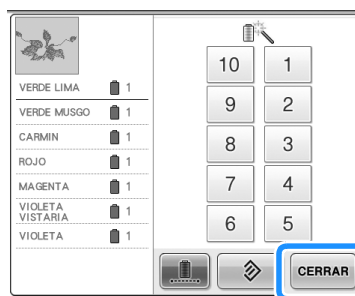 VERDE LIMA 1
VERDE MUSGO 1
CARMIN 1
ROJO 1
MAGENTA 1
VIOLETA
VISTARIA 1
VIOLETA 1
10 1
9 2
8 3
7 4
6 5
CERRAR